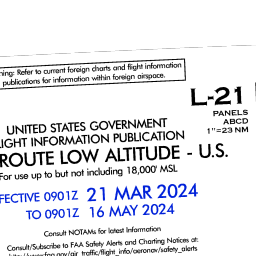 ning: Refer to current foreign charts and flight information
publications for information within foreign airspace.
L-21
PANELS
ABCD
1"=23 NM
UNITED STATES GOVERNMENT
LIGHT INFORMATION PUBLICATION
ROUTE LOW ALTITUDE - U.S.
For use up to but not including 18,000' MSL
FECTIVE 0901Z 21 MAR 2024
TO 0901Z 16 MAY 2024
Consult NOTAMs for latest Information
Consult/Subscribe to FAA Safety Alerts and Charting Notices at: